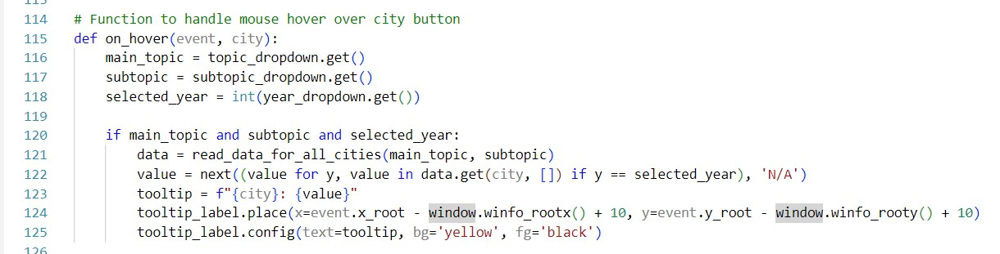 113
114 # Function to handle mouse hover over city button
115 def on_hover(event, city):
116     main_topic = topic_dropdown.get()
117     subtopic = subtopic_dropdown.get()
118     selected_year = int(year_dropdown.get())
119
120     if main_topic and subtopic and selected_year:
121         data = read_data_for_all_cities(main_topic, subtopic)
122         value = next((value for y, value in data.get(city, []) if y == selected_year), 'N/A')
123         tooltip = f"{city}: {value}"
124         tooltip_label.place(x=event.x_root - window.winfo_rootx() + 10, y=event.y_root - window.winfo_rooty() + 10)
125         tooltip_label.config(text=tooltip, bg='yellow', fg='black')
126